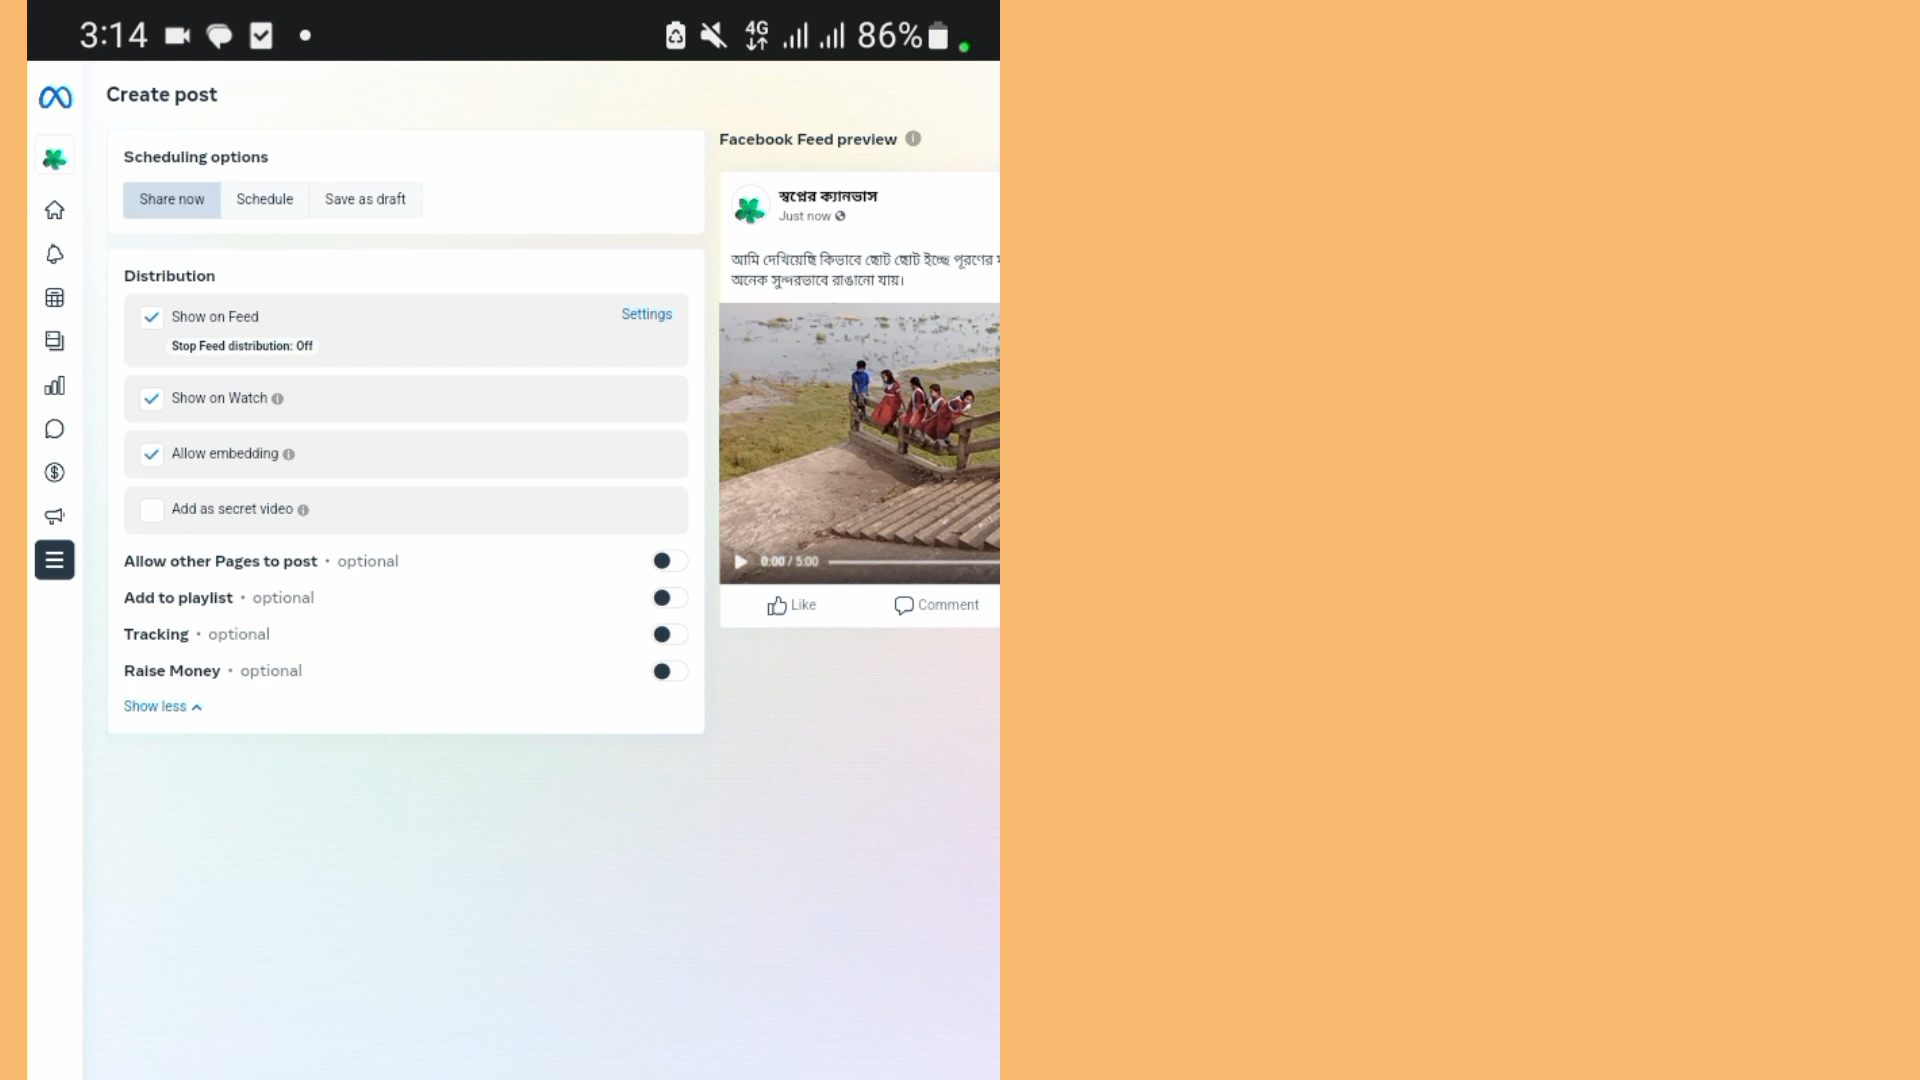 3:14
4G
86%
Create post
Scheduling options
Share now
Schedule
Save as draft
Distribution
Show on Feed
Settings
Stop Feed distribution: Off
Show on Watch
Allow embedding
Add as secret video
Allow other Pages to post • optional
Add to playlist • optional
Tracking • optional
Raise Money • optional
Show less
Facebook Feed preview
স্বপ্নের ক্যানভাস
Just now
আমি দেখিয়েছি কিভাবে ছোট ছোট ইচ্ছে পূরণের
অনেক সুন্দরভাবে রাঙানো যায়।
0:00 / 5:00
Like
Comment